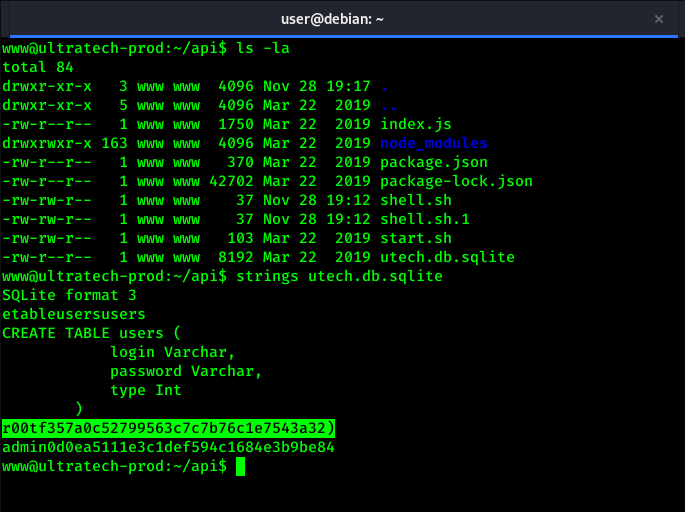 user@debian: ~
×
www@ultratech-prod:~/api$ ls -la
total 84
drwxr-xr-x   3 www www  4096 Nov 28 19:17 .
drwxr-xr-x   5 www www  4096 Mar 22  2019 ..
-rw-r--r--   1 www www  1750 Mar 22  2019 index.js
drwxrwxr-x 163 www www  4096 Mar 22  2019 node_modules
-rw-r--r--   1 www www   370 Mar 22  2019 package.json
-rw-r--r--   1 www www 42702 Mar 22  2019 package-lock.json
-rw-rw-r--   1 www www    37 Nov 28 19:12 shell.sh
-rw-rw-r--   1 www www    37 Nov 28 19:12 shell.sh.1
-rw-rw-r--   1 www www   103 Mar 22  2019 start.sh
-rw-r--r--   1 www www  8192 Mar 22  2019 utech.db.sqlite
www@ultratech-prod:~/api$ strings utech.db.sqlite
SQLite format 3
etableusersusers
CREATE TABLE users (
            login Varchar,
            password Varchar,
            type Int
        )
r00tf357a0c52799563c7c7b76c1e7543a32)
admin0d0ea5111e3c1def594c1684e3b9be84
www@ultratech-prod:~/api$